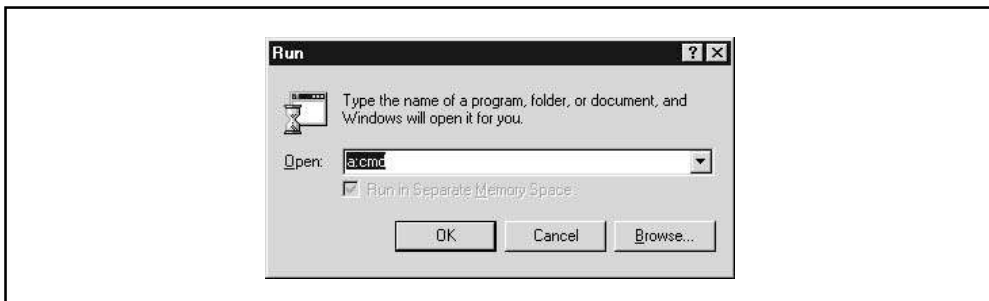 Run
Type the name of a program, folder, or document, and
Windows will open it for you.
Open: a:cmd
Run in Separate Memory Space
OK Cancel Browse...